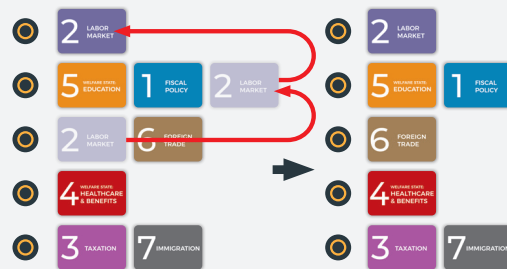 2 LABOR
MARKET
5 WELFARE STATE:
EDUCATION
1 FISCAL
POLICY
2 LABOR
MARKET
2 LABOR
MARKET
6 FOREIGN
TRADE
4 WELFARE STATE:
HEALTHCARE
& BENEFITS
3 TAXATION
7 IMMIGRATION
2 LABOR
MARKET
5 WELFARE STATE:
EDUCATION
1 FISCAL
POLICY
6 FOREIGN
TRADE
4 WELFARE STATE:
HEALTHCARE
& BENEFITS
3 TAXATION
7 IMMIGRATION